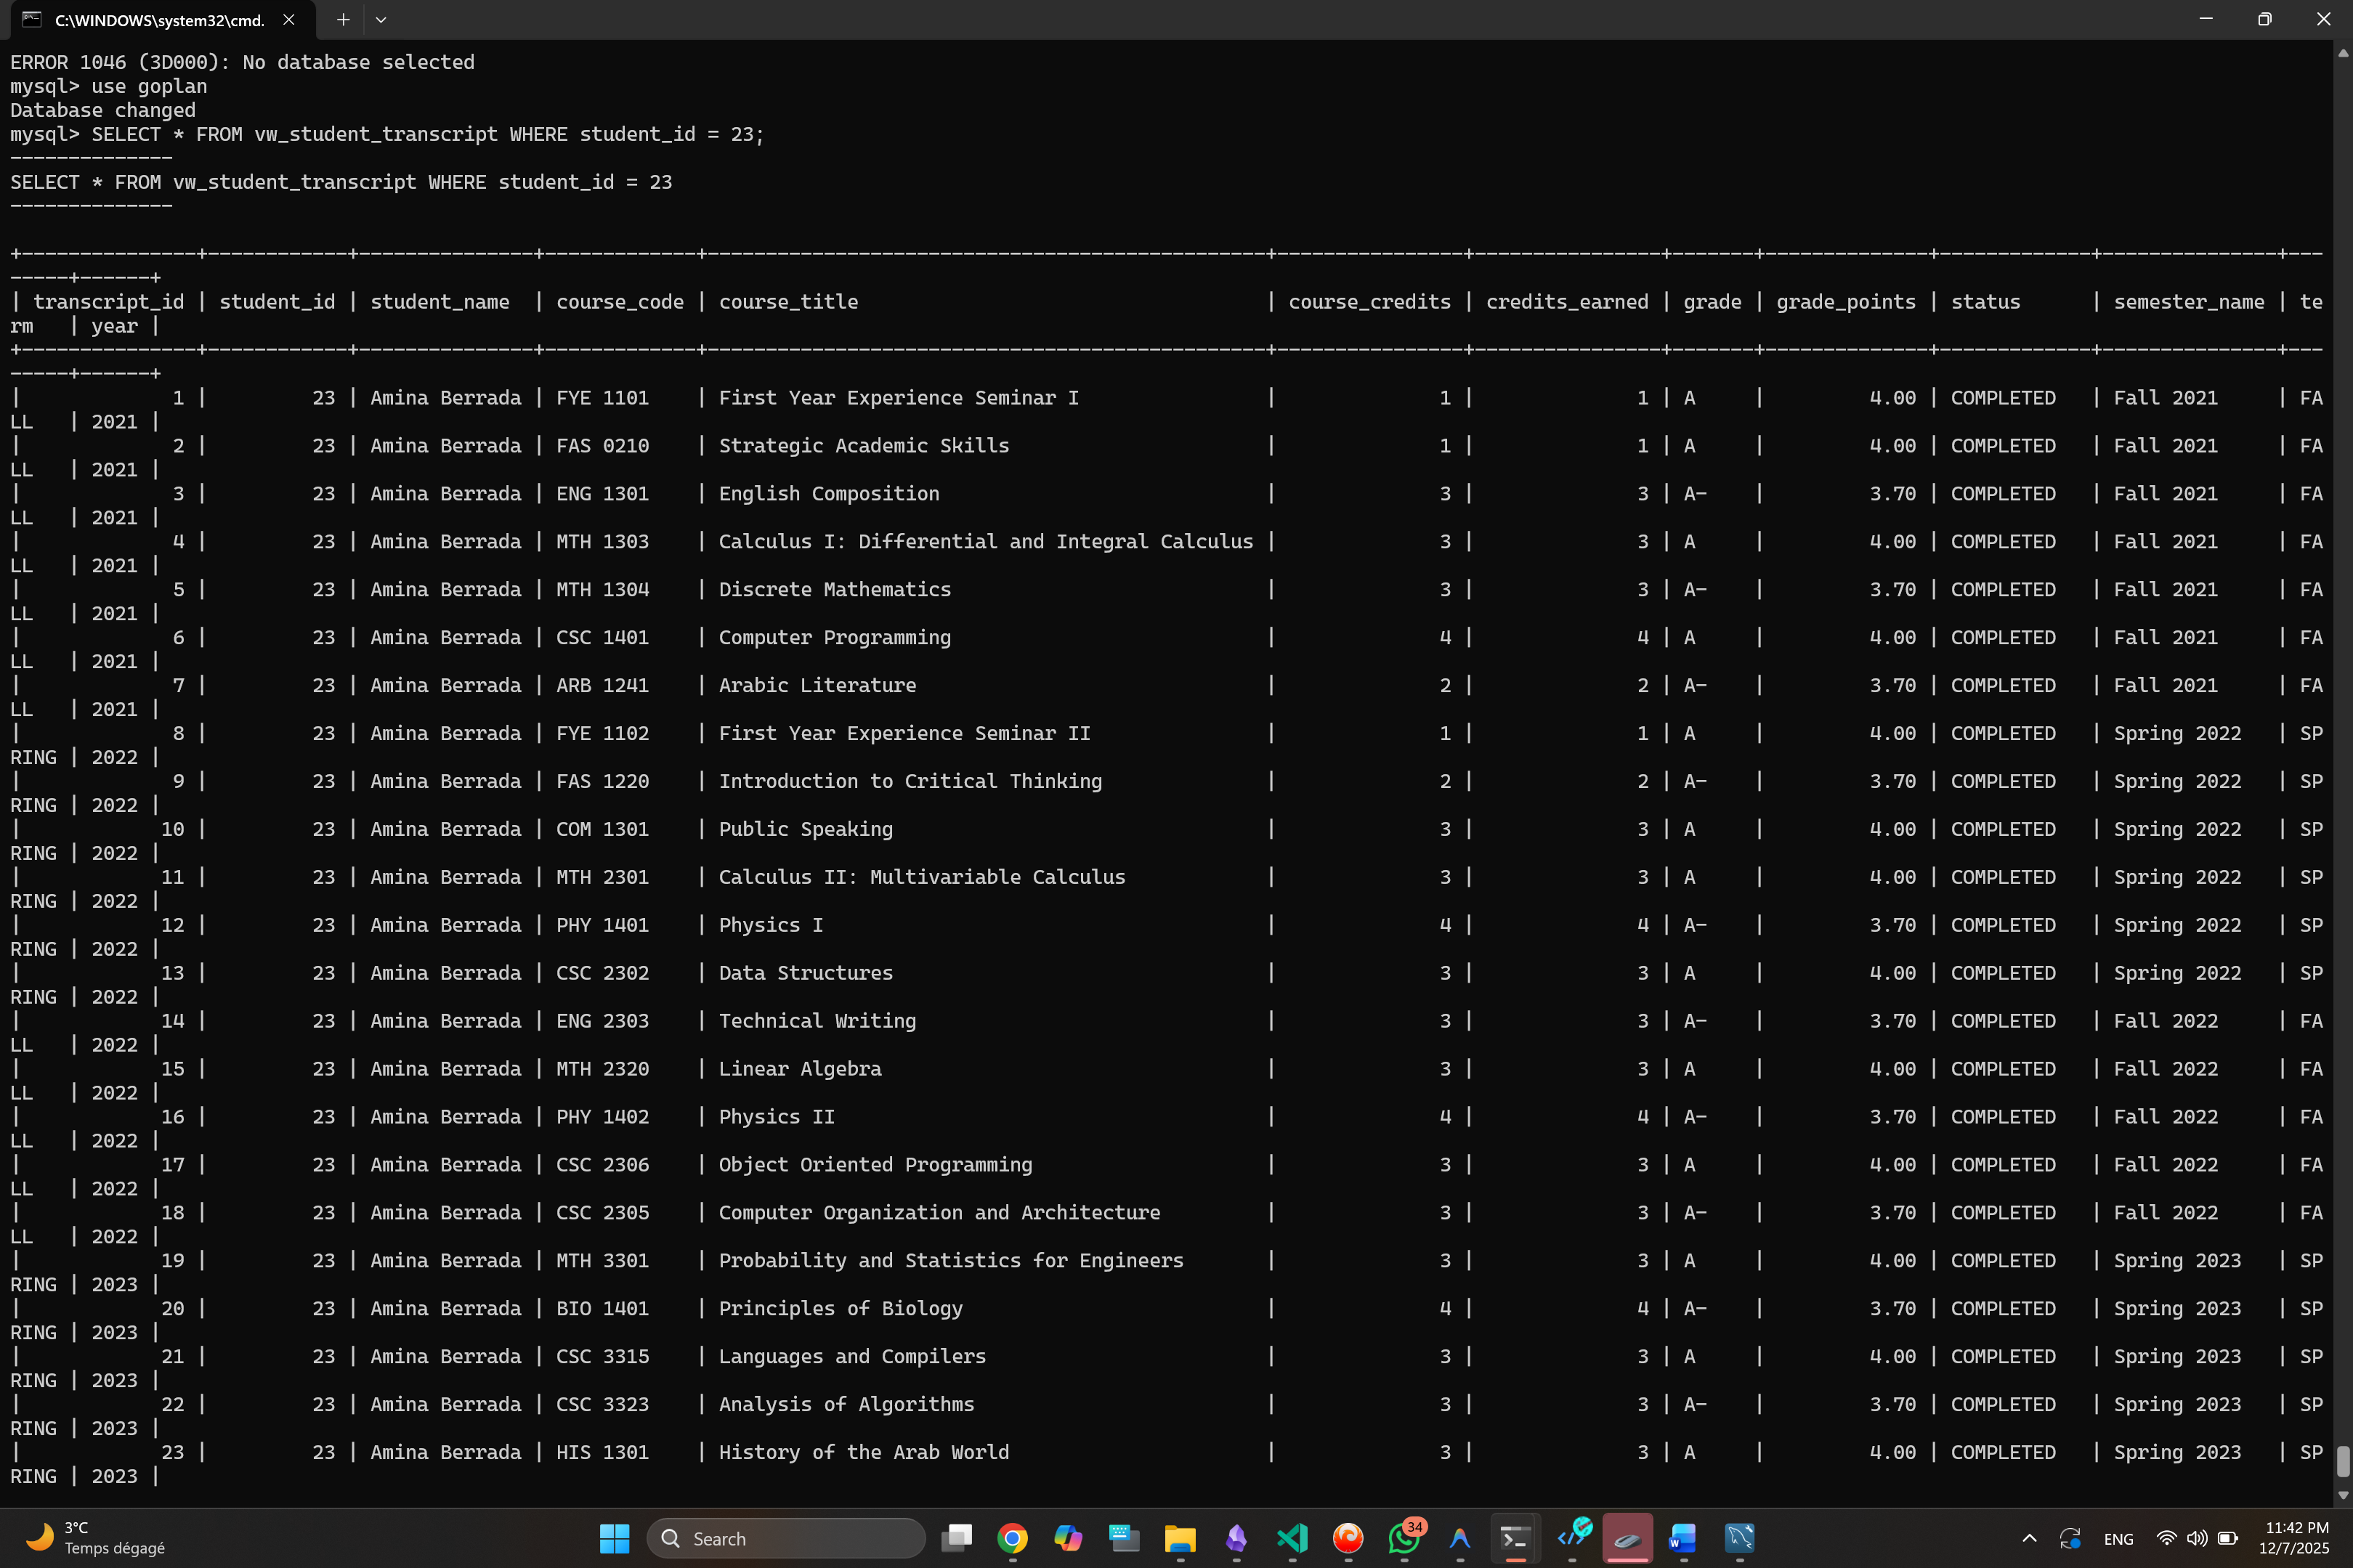 C:\WINDOWS\system32\cmd.
ERROR 1046 (3D000): No database selected
mysql> use goplan
Database changed
mysql> SELECT * FROM vw_student_transcript WHERE student_id = 23;
--------------
SELECT * FROM vw_student_transcript WHERE student_id = 23
--------------
+---------------+------------+---------------+-------------+------------------------------------------------+----------------+----------------+-------+--------------+-------------+---------------+---
-----+------+
| transcript_id | student_id | student_name  | course_code | course_title                                   | course_credits | credits_earned | grade | grade_points | status      | semester_name | te
rm   | year |
+---------------+------------+---------------+-------------+------------------------------------------------+----------------+----------------+-------+--------------+-------------+---------------+---
-----+------+
|             1 |         23 | Amina Berrada | FYE 1101    | First Year Experience Seminar I                |              1 |              1 | A     |         4.00 | COMPLETED   | Fall 2021     | FA
LL   | 2021 |
|             2 |         23 | Amina Berrada | FAS 0210    | Strategic Academic Skills                      |              1 |              1 | A     |         4.00 | COMPLETED   | Fall 2021     | FA
LL   | 2021 |
|             3 |         23 | Amina Berrada | ENG 1301    | English Composition                            |              3 |              3 | A-    |         3.70 | COMPLETED   | Fall 2021     | FA
LL   | 2021 |
|             4 |         23 | Amina Berrada | MTH 1303    | Calculus I: Differential and Integral Calculus |              3 |              3 | A     |         4.00 | COMPLETED   | Fall 2021     | FA
LL   | 2021 |
|             5 |         23 | Amina Berrada | MTH 1304    | Discrete Mathematics                           |              3 |              3 | A-    |         3.70 | COMPLETED   | Fall 2021     | FA
LL   | 2021 |
|             6 |         23 | Amina Berrada | CSC 1401    | Computer Programming                           |              4 |              4 | A     |         4.00 | COMPLETED   | Fall 2021     | FA
LL   | 2021 |
|             7 |         23 | Amina Berrada | ARB 1241    | Arabic Literature                              |              2 |              2 | A-    |         3.70 | COMPLETED   | Fall 2021     | FA
LL   | 2021 |
|             8 |         23 | Amina Berrada | FYE 1102    | First Year Experience Seminar II               |              1 |              1 | A     |         4.00 | COMPLETED   | Spring 2022   | SP
RING | 2022 |
|             9 |         23 | Amina Berrada | FAS 1220    | Introduction to Critical Thinking              |              2 |              2 | A-    |         3.70 | COMPLETED   | Spring 2022   | SP
RING | 2022 |
|            10 |         23 | Amina Berrada | COM 1301    | Public Speaking                                |              3 |              3 | A     |         4.00 | COMPLETED   | Spring 2022   | SP
RING | 2022 |
|            11 |         23 | Amina Berrada | MTH 2301    | Calculus II: Multivariable Calculus            |              3 |              3 | A     |         4.00 | COMPLETED   | Spring 2022   | SP
RING | 2022 |
|            12 |         23 | Amina Berrada | PHY 1401    | Physics I                                      |              4 |              4 | A-    |         3.70 | COMPLETED   | Spring 2022   | SP
RING | 2022 |
|            13 |         23 | Amina Berrada | CSC 2302    | Data Structures                                |              3 |              3 | A     |         4.00 | COMPLETED   | Spring 2022   | SP
RING | 2022 |
|            14 |         23 | Amina Berrada | ENG 2303    | Technical Writing                              |              3 |              3 | A-    |         3.70 | COMPLETED   | Fall 2022     | FA
LL   | 2022 |
|            15 |         23 | Amina Berrada | MTH 2320    | Linear Algebra                                 |              3 |              3 | A     |         4.00 | COMPLETED   | Fall 2022     | FA
LL   | 2022 |
|            16 |         23 | Amina Berrada | PHY 1402    | Physics II                                     |              4 |              4 | A-    |         3.70 | COMPLETED   | Fall 2022     | FA
LL   | 2022 |
|            17 |         23 | Amina Berrada | CSC 2306    | Object Oriented Programming                    |              3 |              3 | A     |         4.00 | COMPLETED   | Fall 2022     | FA
LL   | 2022 |
|            18 |         23 | Amina Berrada | CSC 2305    | Computer Organization and Architecture         |              3 |              3 | A-    |         3.70 | COMPLETED   | Fall 2022     | FA
LL   | 2022 |
|            19 |         23 | Amina Berrada | MTH 3301    | Probability and Statistics for Engineers       |              3 |              3 | A     |         4.00 | COMPLETED   | Spring 2023   | SP
RING | 2023 |
|            20 |         23 | Amina Berrada | BIO 1401    | Principles of Biology                          |              4 |              4 | A-    |         3.70 | COMPLETED   | Spring 2023   | SP
RING | 2023 |
|            21 |         23 | Amina Berrada | CSC 3315    | Languages and Compilers                        |              3 |              3 | A     |         4.00 | COMPLETED   | Spring 2023   | SP
RING | 2023 |
|            22 |         23 | Amina Berrada | CSC 3323    | Analysis of Algorithms                         |              3 |              3 | A-    |         3.70 | COMPLETED   | Spring 2023   | SP
RING | 2023 |
|            23 |         23 | Amina Berrada | HIS 1301    | History of the Arab World                      |              3 |              3 | A     |         4.00 | COMPLETED   | Spring 2023   | SP
RING | 2023 |
3°C
Temps dégagé
Search
34
ENG
11:42 PM
12/7/2025